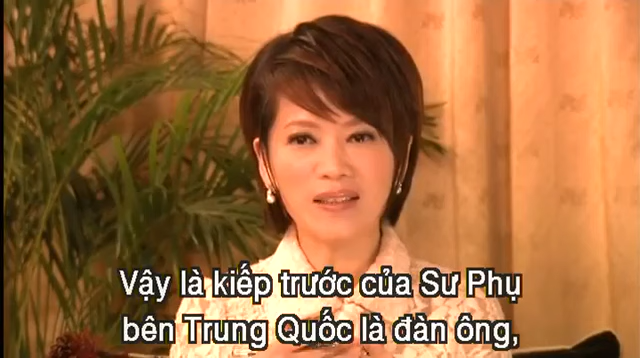 Vậy là kiếp trước của Sư Phụ
bên Trung Quốc là đàn ông,